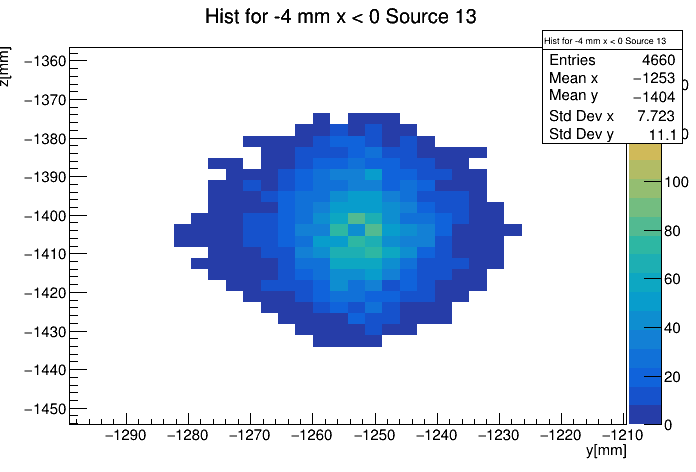 Hist for -4 mm x < 0 Source 13
Hist for -4 mm x < 0 Source 13
Entries 4660
Mean x −1253
Mean y −1404
Std Dev x 7.723
Std Dev y 11.1
z[mm]
−1360
−1370
−1380
−1390
−1400
−1410
−1420
−1430
−1440
−1450
−1290 −1280 −1270 −1260 −1250 −1240 −1230 −1220 −1210
y[mm]
100
80
60
40
20
0